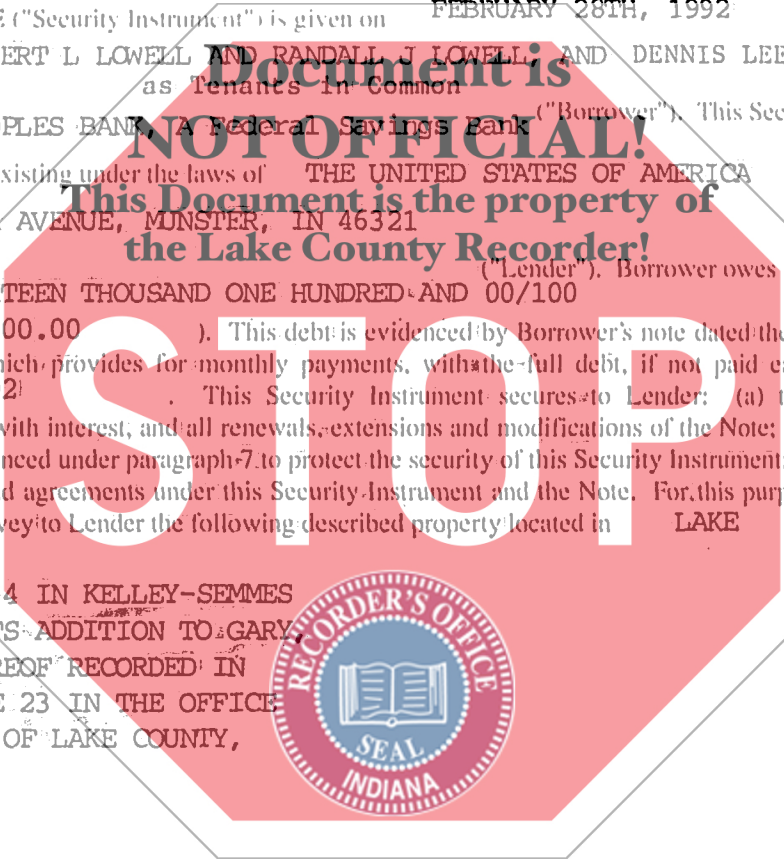 E ("Security Instrument") is given on FEBRUARY 28TH, 1992
ERT L LOWELL AND RANDALL J LOWELL, AND DENNIS LEE
Document is
as Tenants in Common
PLES BANK, A Federal Savings Bank ("Borrower"). This Sec
NOT OFFICIAL!
xisting under the laws of THE UNITED STATES OF AMERICA
This Document is the property of
AVENUE, MUNSTER, IN 46321
the Lake County Recorder!
("Lender"). Borrower owes
TEEN THOUSAND ONE HUNDRED AND 00/100
00.00 ). This debt is evidenced by Borrower's note dated the
hich provides for monthly payments, with the full debt, if not paid ea
2 . This Security Instrument secures to Lender: (a) t
with interest, and all renewals, extensions and modifications of the Note;
nced under paragraph 7 to protect the security of this Security Instrument
d agreements under this Security Instrument and the Note. For this purp
vey to Lender the following described property located in LAKE
STOP
4 IN KELLEY-SEMMES
S ADDITION TO GARY,
REOF RECORDED IN
E 23 IN THE OFFICE
OF LAKE COUNTY,
RECORDER'S OFFICE
SEAL
INDIANA